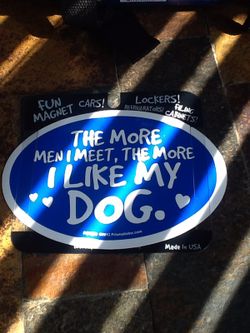 FUN
MAGNET
CARS!
LOCKERS!
REFRIGERATORS!
FILING
CABINETS!
THE MORE
MEN I MEET, THE MORE
I LIKE MY
DOG.
Made in USA